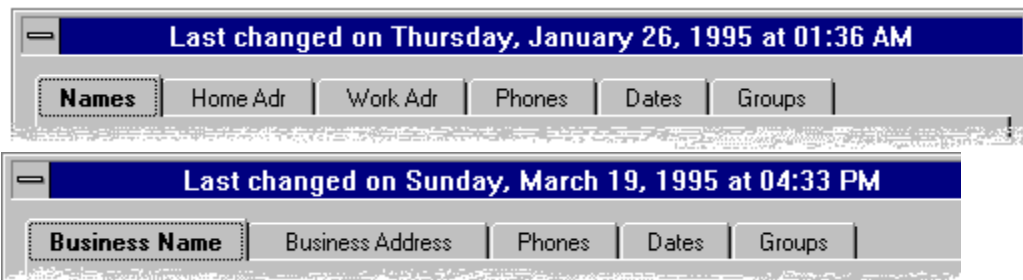 Last changed on Thursday, January 26, 1995 at 01:36 AM
Names Home Adr Work Adr Phones Dates Groups
Last changed on Sunday, March 19, 1995 at 04:33 PM
Business Name Business Address Phones Dates Groups